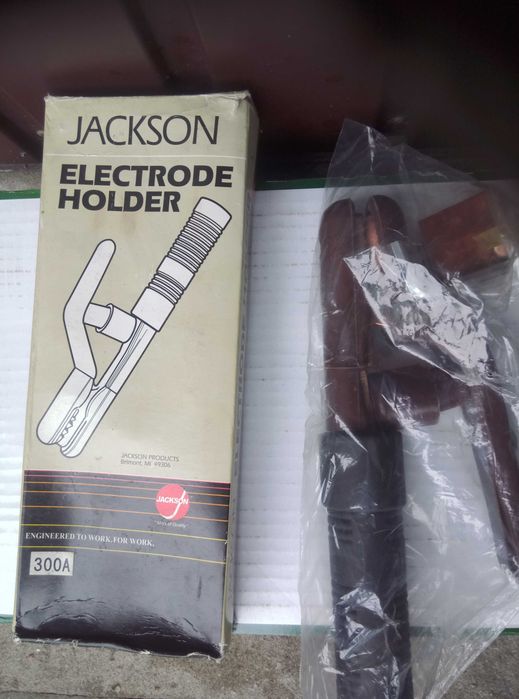 JACKSON
ELECTRODE
HOLDER
JACKSON PRODUCTS
Belmont, MI 49306
JACKSON
ENGINEERED TO WORK. FOR WORK.
300A